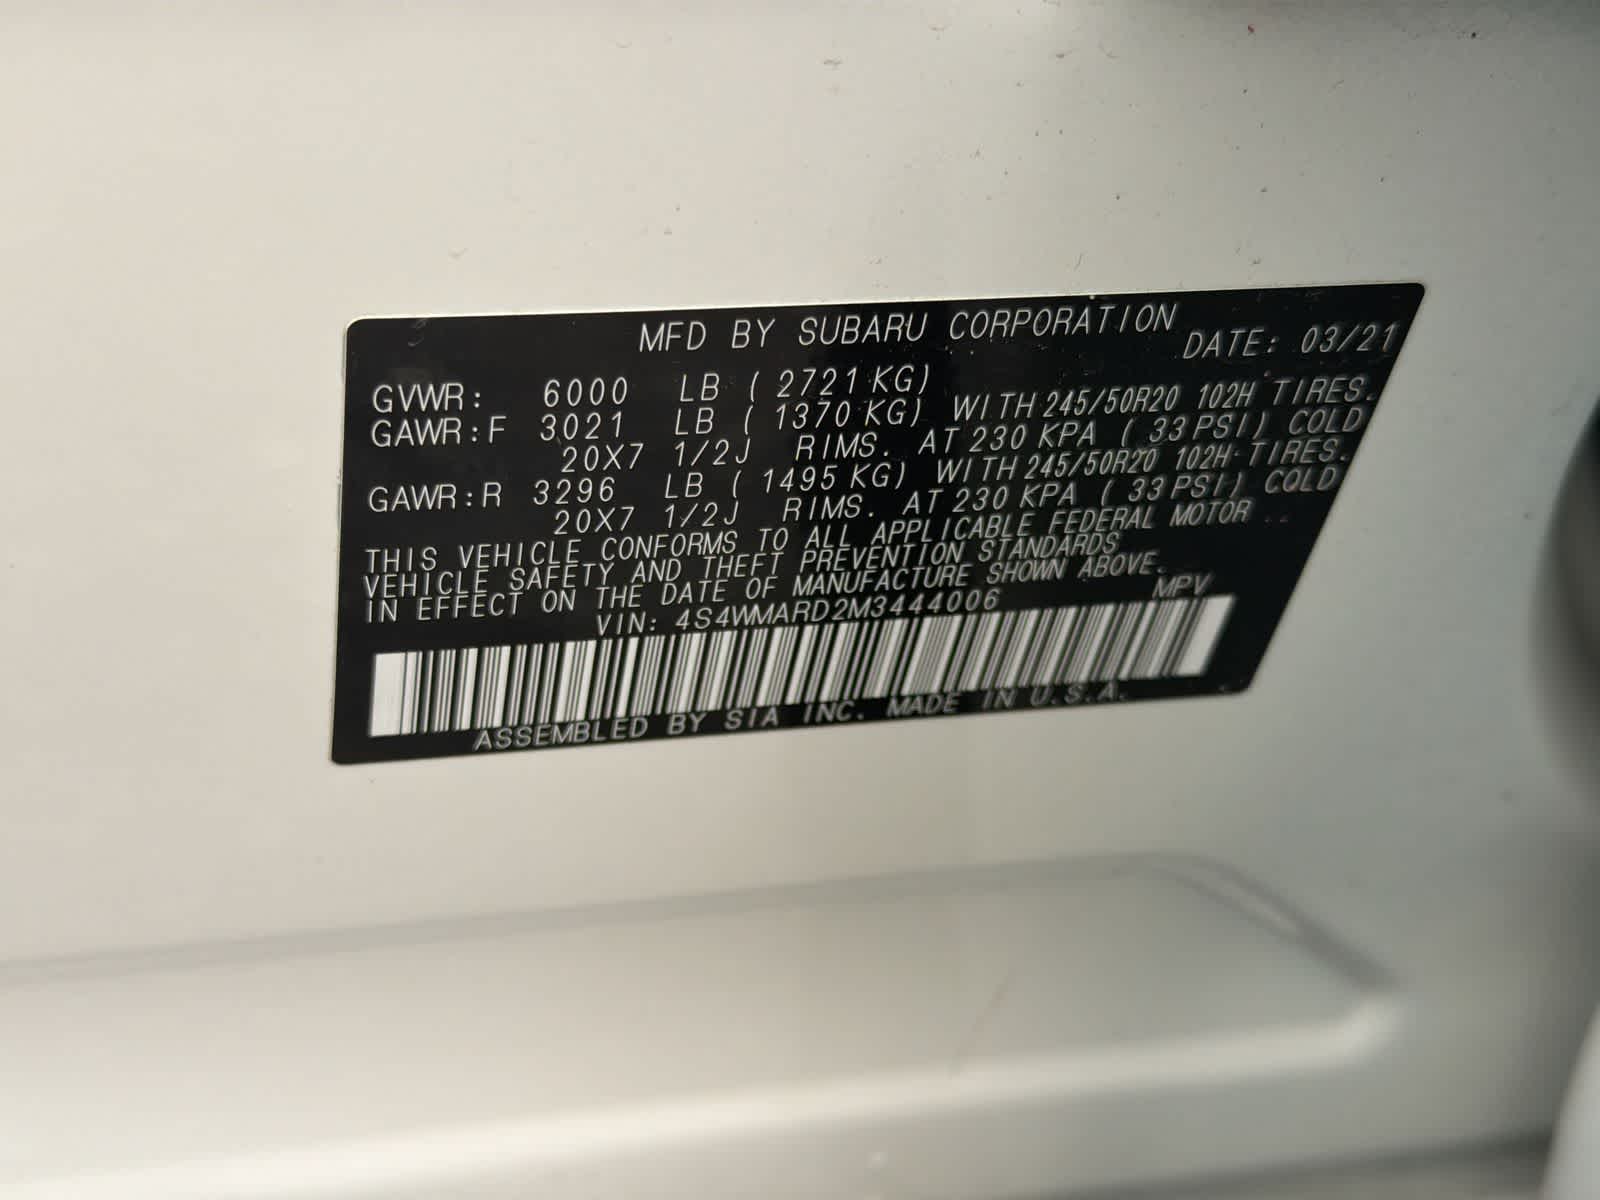 MFD BY SUBARU CORPORATION DATE: 03/21
GVWR: 6000 LB ( 2721 KG)
GAWR:F 3021 LB ( 1370 KG) WITH 245/50R20 102H TIRES.
20X7 1/2J RIMS. AT 230 KPA ( 33 PSI) COLD
GAWR:R 3296 LB ( 1495 KG) WITH 245/50R20 102H TIRES.
20X7 1/2J RIMS. AT 230 KPA ( 33 PSI) COLD
THIS VEHICLE CONFORMS TO ALL APPLICABLE FEDERAL MOTOR
VEHICLE SAFETY AND THEFT PREVENTION STANDARDS
IN EFFECT ON THE DATE OF MANUFACTURE SHOWN ABOVE.
VIN: 4S4WMARD2M3444006 MPV
ASSEMBLED BY SIA INC. MADE IN U.S.A.